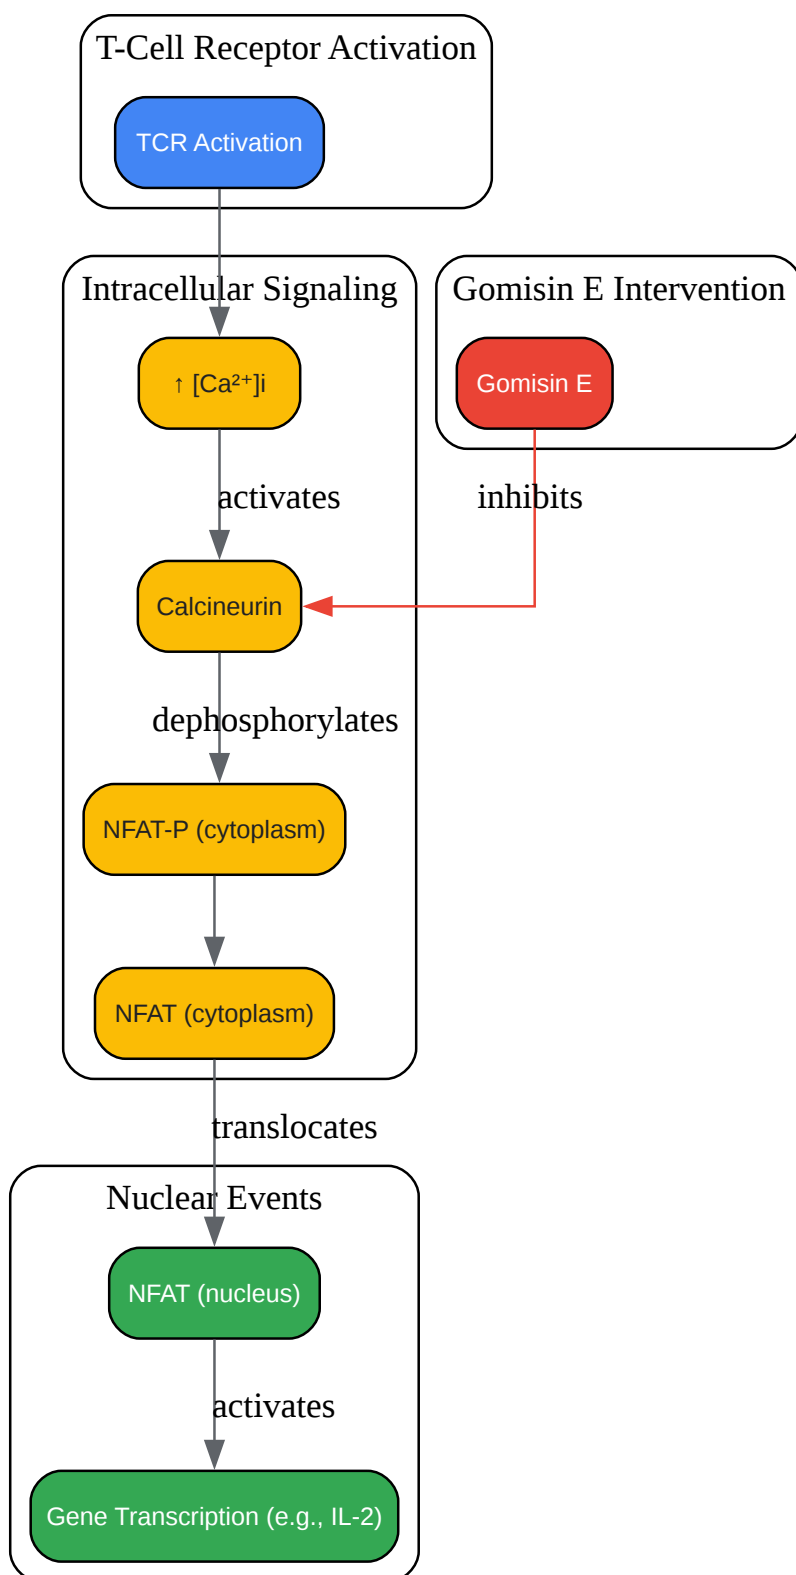 T-Cell Receptor Activation
TCR Activation
Intracellular Signaling
Gomisin E Intervention
↑ [Ca²⁺]i
Gomisin E
activates
inhibits
Calcineurin
dephosphorylates
NFAT-P (cytoplasm)
NFAT (cytoplasm)
translocates
Nuclear Events
NFAT (nucleus)
activates
Gene Transcription (e.g., IL-2)